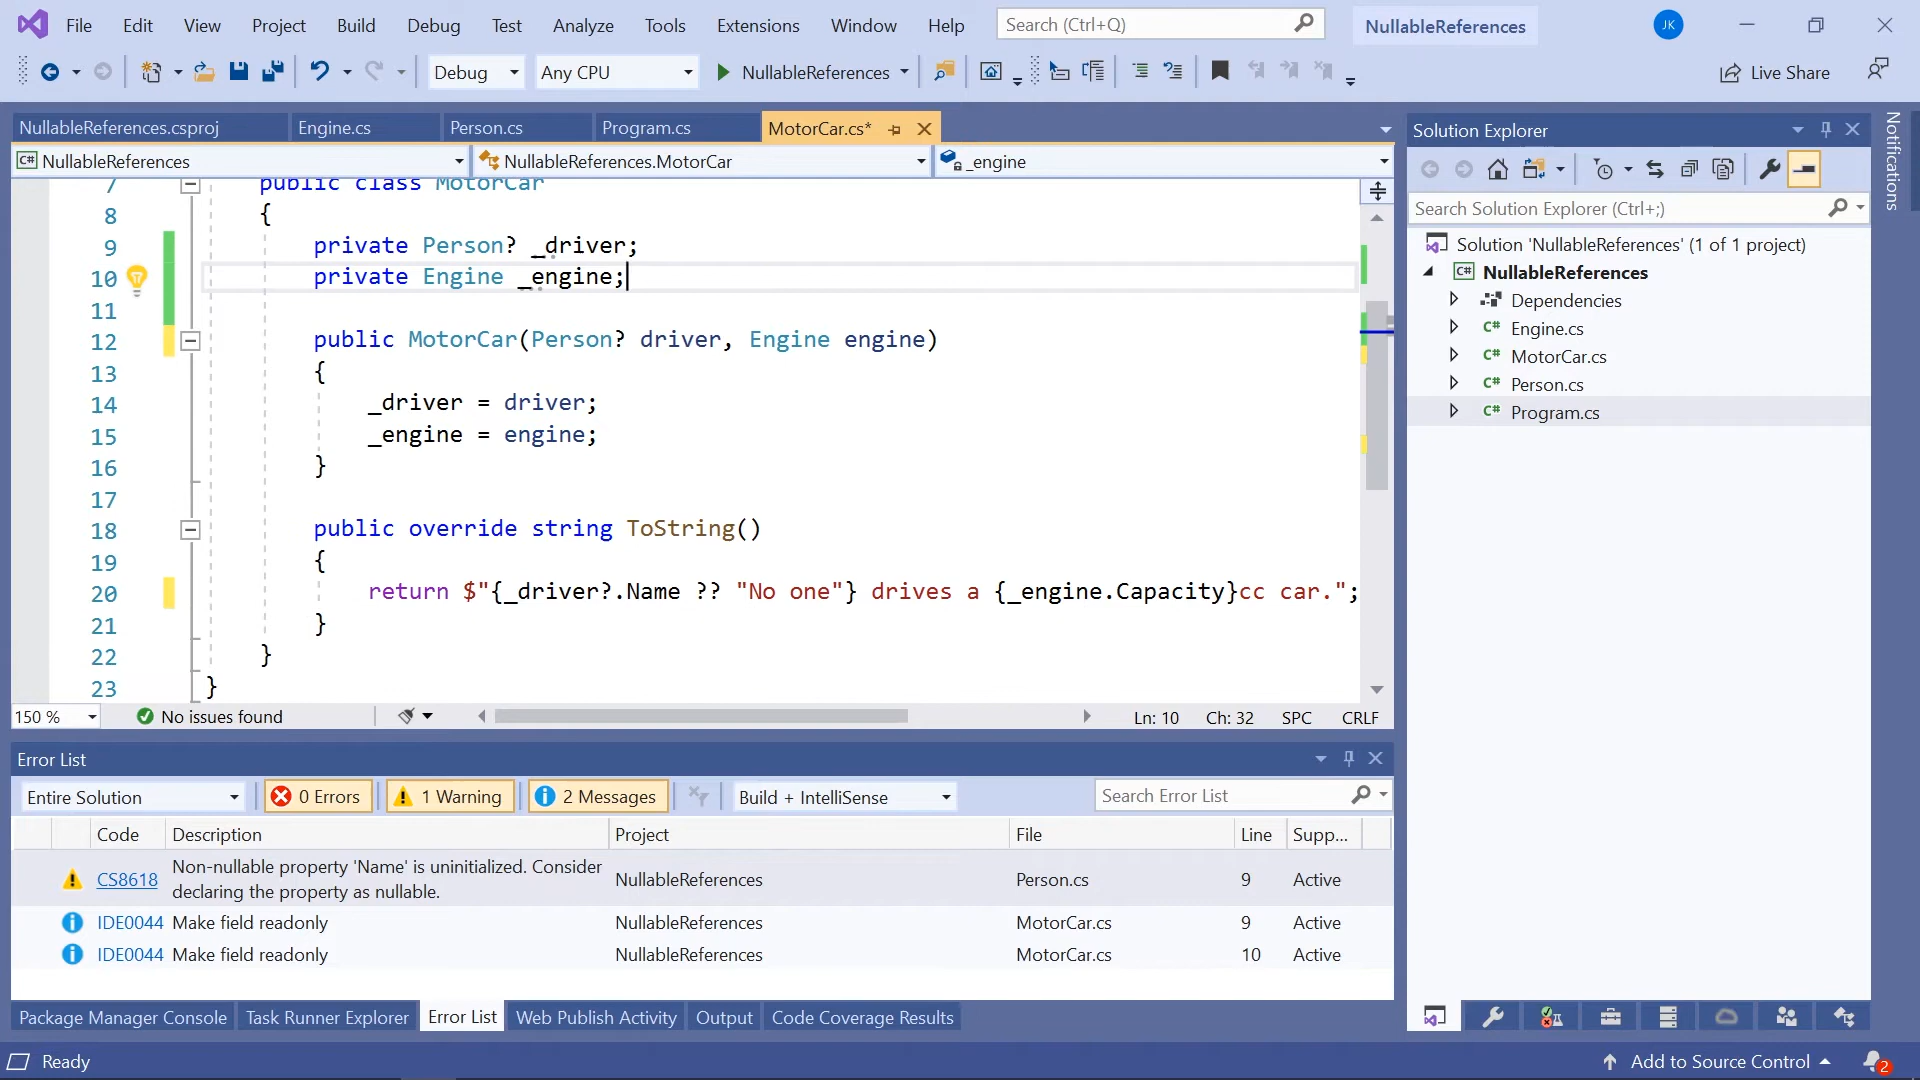 File Edit View Project Build Debug Test Analyze Tools Extensions Window Help Search (Ctrl+Q) NullableReferences JK
Debug Any CPU NullableReferences Live Share
NullableReferences.csproj Engine.cs Person.cs Program.cs MotorCar.cs*
C# NullableReferences NullableReferences.MotorCar _engine
7 public class MotorCar
8 {
9 private Person? _driver;
10 private Engine _engine;
11
12 public MotorCar(Person? driver, Engine engine)
13 {
14 _driver = driver;
15 _engine = engine;
16 }
17
18 public override string ToString()
19 {
20 return $"{_driver?.Name ?? "No one"} drives a {_engine.Capacity}cc car.";
21 }
22 }
23 }
150 % No issues found Ln: 10 Ch: 32 SPC CRLF
Error List
Entire Solution 0 Errors 1 Warning 2 Messages Build + IntelliSense Search Error List
Code Description Project File Line Supp...
CS8618 Non-nullable property 'Name' is uninitialized. Consider declaring the property as nullable. NullableReferences Person.cs 9 Active
IDE0044 Make field readonly NullableReferences MotorCar.cs 9 Active
IDE0044 Make field readonly NullableReferences MotorCar.cs 10 Active
Package Manager Console Task Runner Explorer Error List Web Publish Activity Output Code Coverage Results
Solution Explorer
Search Solution Explorer (Ctrl+;)
Solution 'NullableReferences' (1 of 1 project)
C# NullableReferences
Dependencies
C# Engine.cs
C# MotorCar.cs
C# Person.cs
C# Program.cs
Notifications
Ready Add to Source Control 2